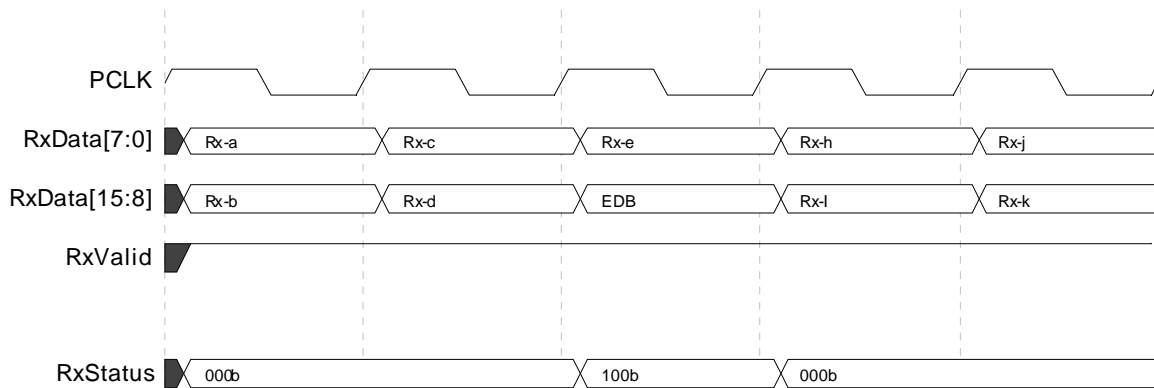 PCLK
RxData[7:0] Rx-a Rx-c Rx-e Rx-h Rx-j
RxData[15:8] Rx-b Rx-d EDB Rx-I Rx-k
RxValid
RxStatus 000b 100b 000b